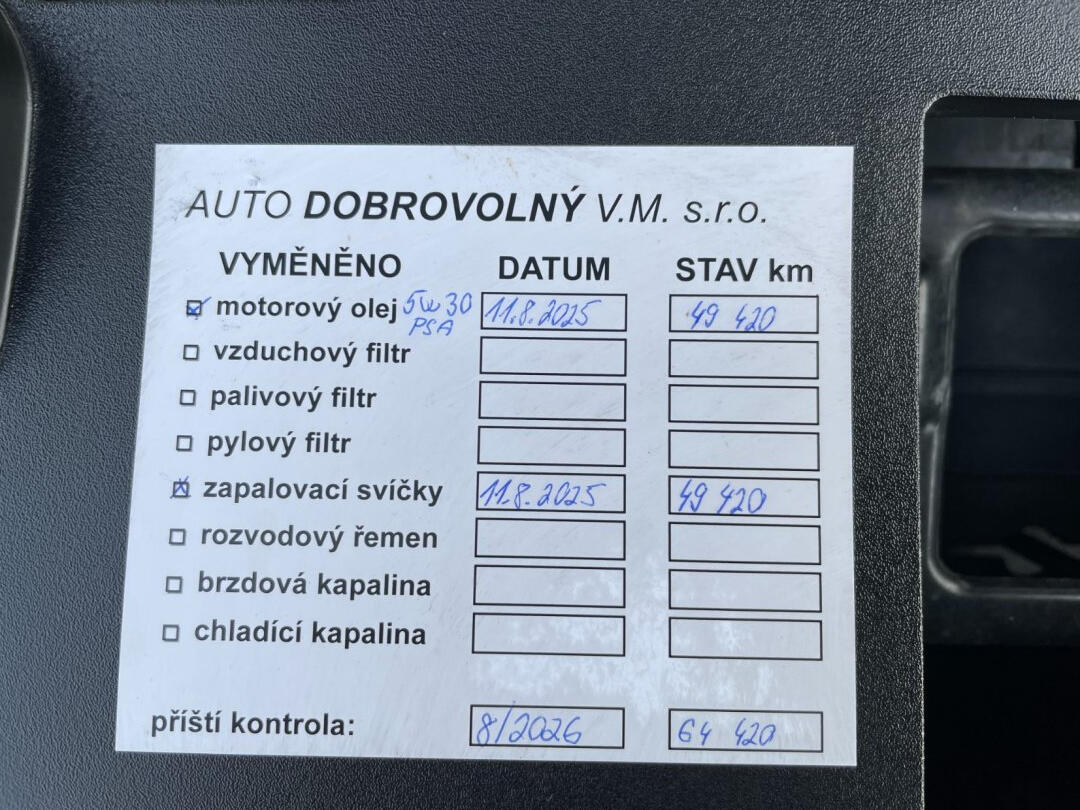 AUTO DOBROVOLNÝ V.M. s.r.o.
VYMĚNĚNO DATUM STAV km
motorový olej 5W30 PSA 11.8.2025 49 420
vzduchový filtr
palivový filtr
pylový filtr
zapalovací svíčky 11.8.2025 49 420
rozvodový řemen
brzdová kapalina
chladící kapalina
příští kontrola: 8/2026 64 420